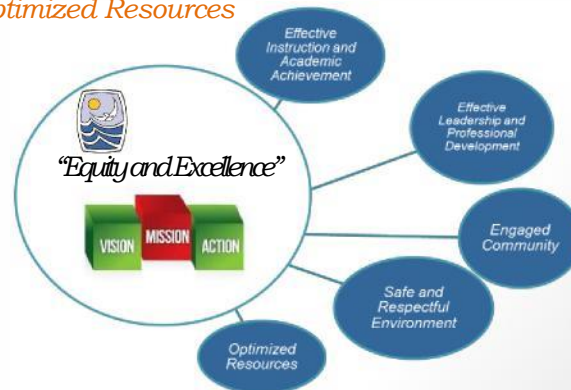 ptimized Resources
Effective
Instruction and
Academic
Achievement
Effective
Leadership and
Professional
Development
"Equity and Excellence"
VISION
MISSION
ACTION
Engaged
Community
Safe and
Respectful
Environment
Optimized
Resources